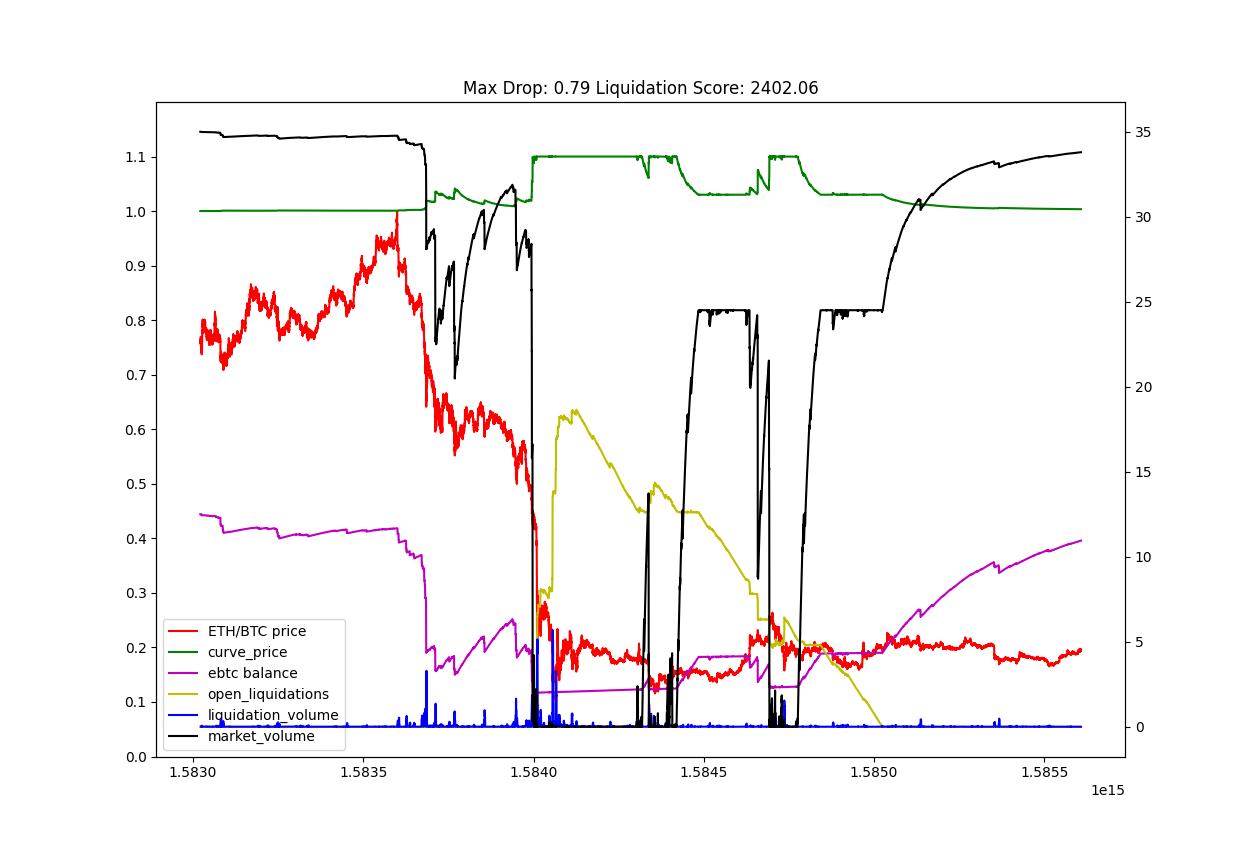 Max Drop: 0.79 Liquidation Score: 2402.06
1.1
1.0
0.9
0.8
0.7
0.6
0.5
0.4
0.3
0.2
0.1
0.0
35
30
25
20
15
10
5
0
ETH/BTC price
curve_price
ebtc balance
open_liquidations
liquidation_volume
market_volume
1.5830 1.5835 1.5840 1.5845 1.5850 1.5855
1e15